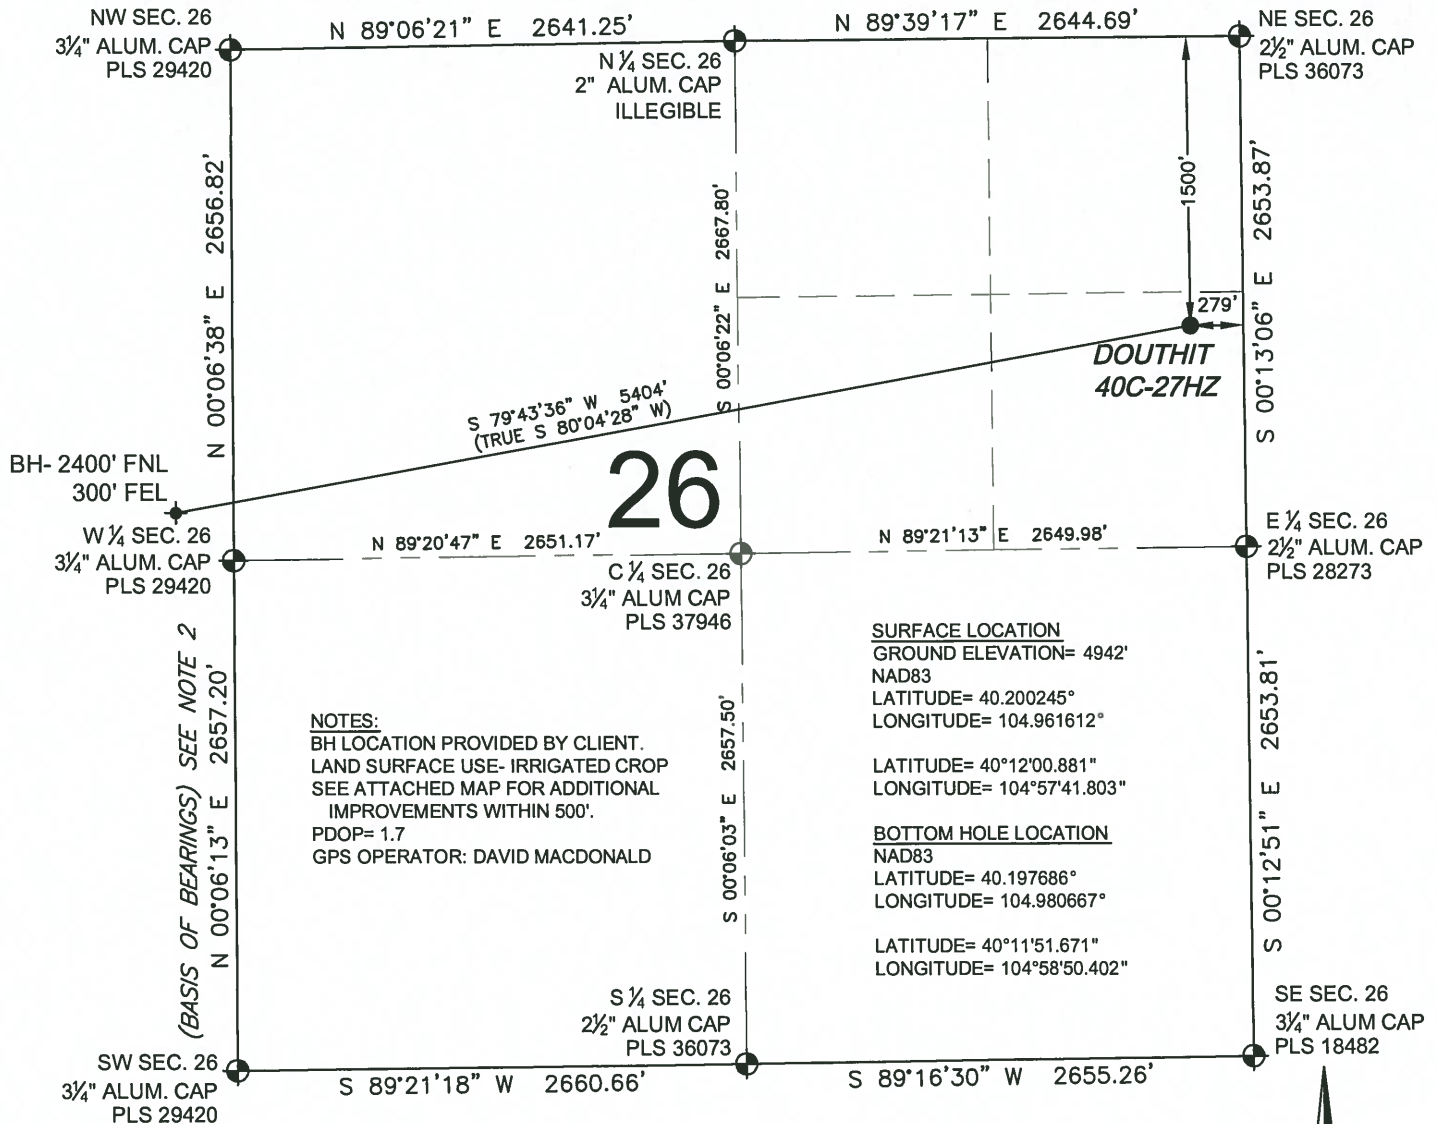 NW SEC. 26
3¼" ALUM. CAP
PLS 29420
N 89°06'21" E 2641.25'
N ¼ SEC. 26
2" ALUM. CAP
ILLEGIBLE
N 89°39'17" E 2644.69'
NE SEC. 26
2½" ALUM. CAP
PLS 36073
N 00°06'38" E 2656.82'
S 00°06'22" E 2667.80'
1500'
S 00°13'06" E 2653.87'
279'
DOUTHIT
40C-27HZ
S 79°43'36" W 5404'
(TRUE S 80°04'28" W)
26
BH- 2400' FNL
300' FEL
W ¼ SEC. 26
3¼" ALUM. CAP
PLS 29420
N 89°20'47" E 2651.17'
C ¼ SEC. 26
3¼" ALUM CAP
PLS 37946
N 89°21'13" E 2649.98'
E ¼ SEC. 26
2½" ALUM. CAP
PLS 28273
(BASIS OF BEARINGS) SEE NOTE 2
N 00°06'13" E 2657.20'
NOTES:
BH LOCATION PROVIDED BY CLIENT.
LAND SURFACE USE- IRRIGATED CROP
SEE ATTACHED MAP FOR ADDITIONAL
IMPROVEMENTS WITHIN 500'.
PDOP= 1.7
GPS OPERATOR: DAVID MACDONALD
S 00°06'03" E 2657.50'
SURFACE LOCATION
GROUND ELEVATION= 4942'
NAD83
LATITUDE= 40.200245°
LONGITUDE= 104.961612°
LATITUDE= 40°12'00.881"
LONGITUDE= 104°57'41.803"
BOTTOM HOLE LOCATION
NAD83
LATITUDE= 40.197686°
LONGITUDE= 104.980667°
LATITUDE= 40°11'51.671"
LONGITUDE= 104°58'50.402"
S 00°12'51" E 2653.81'
SW SEC. 26
3¼" ALUM. CAP
PLS 29420
S 89°21'18" W 2660.66'
S ¼ SEC. 26
2½" ALUM CAP
PLS 36073
S 89°16'30" W 2655.26'
SE SEC. 26
3¼" ALUM CAP
PLS 18482